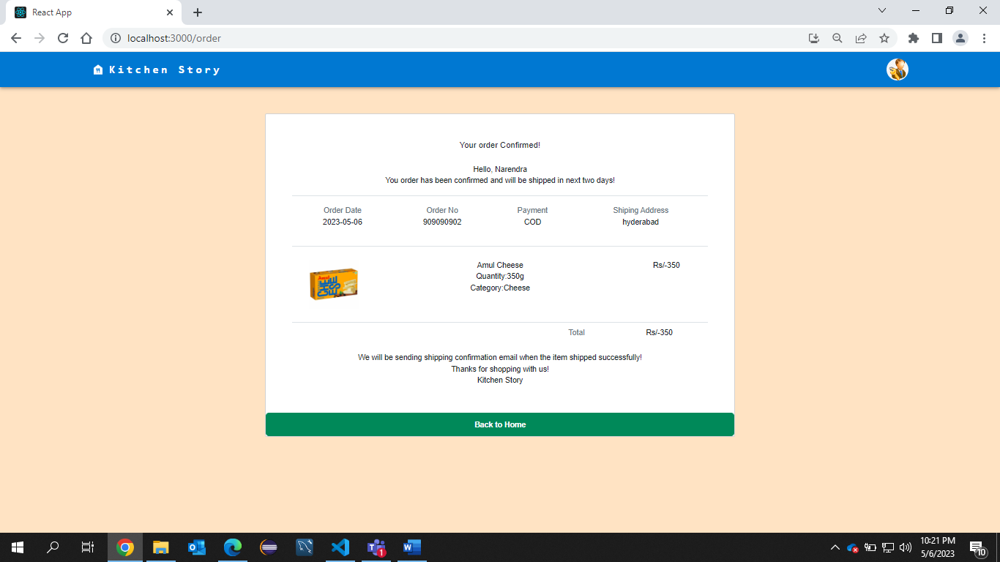 React App
localhost:3000/order
Kitchen Story
Your order Confirmed!
Hello, Narendra
You order has been confirmed and will be shipped in next two days!
Order Date Order No Payment Shiping Address
2023-05-06 909090902 COD hyderabad
Amul Cheese Rs/-350
Quantity:350g
Category:Cheese
Amul
CHEESE
Total Rs/-350
We will be sending shipping confirmation email when the item shipped successfully!
Thanks for shopping with us!
Kitchen Story
Back to Home
1
10:21 PM
5/6/2023
10